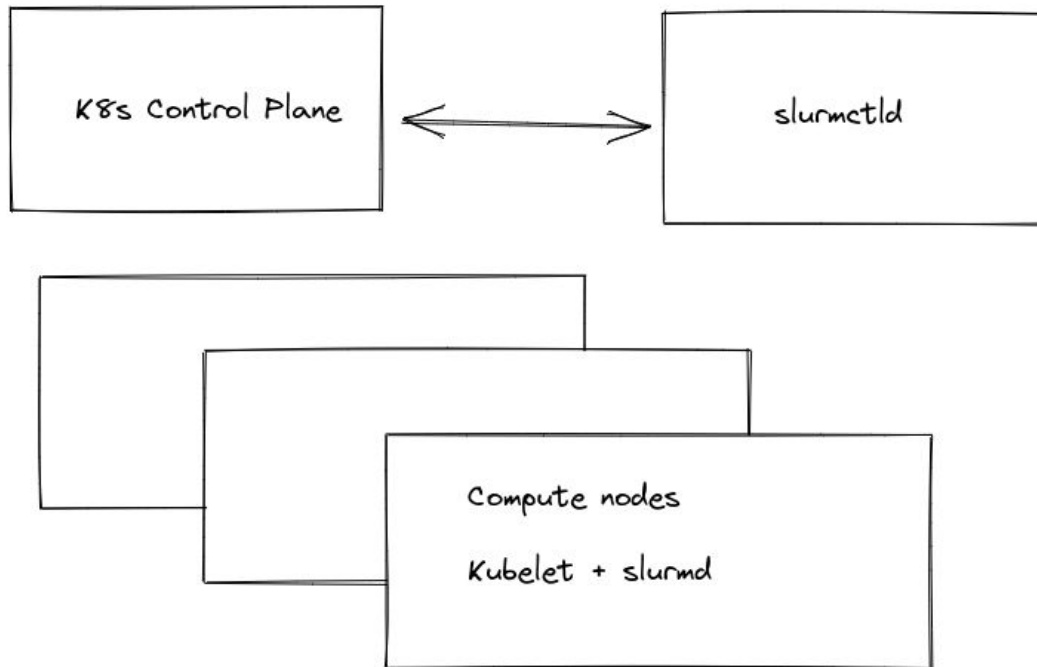 K8s Control Plane
slurmctld
Compute nodes
Kubelet + slurmd